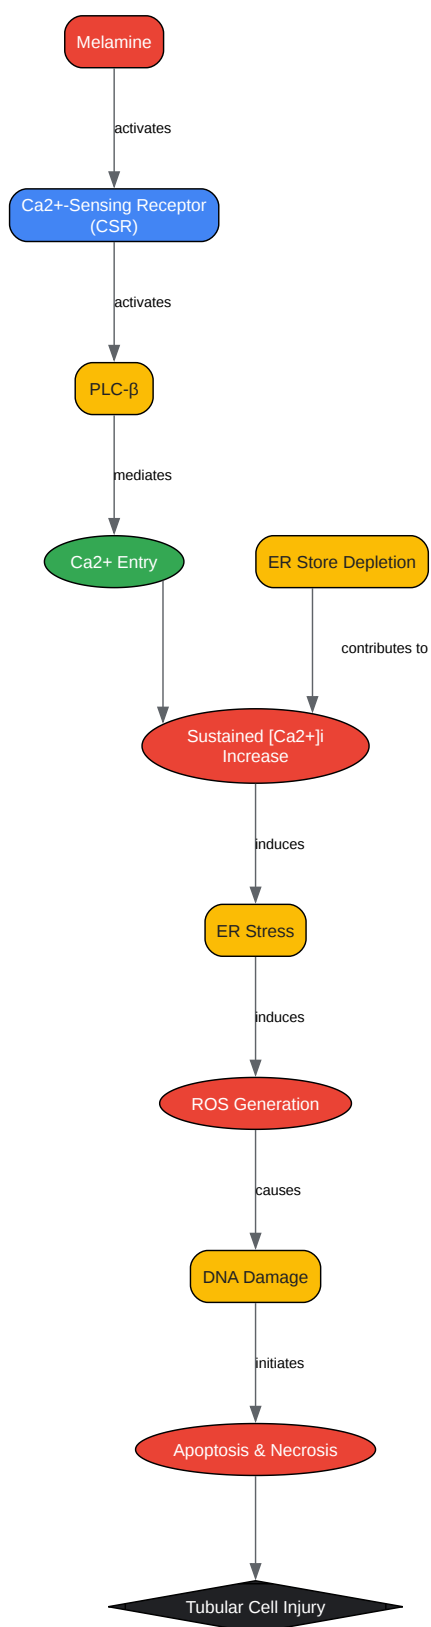 Melamine
activates
Ca2+-Sensing Receptor
(CSR)
activates
PLC-β
mediates
Ca2+ Entry
ER Store Depletion
contributes to
Sustained [Ca2+]i
Increase
induces
ER Stress
induces
ROS Generation
causes
DNA Damage
initiates
Apoptosis & Necrosis
Tubular Cell Injury